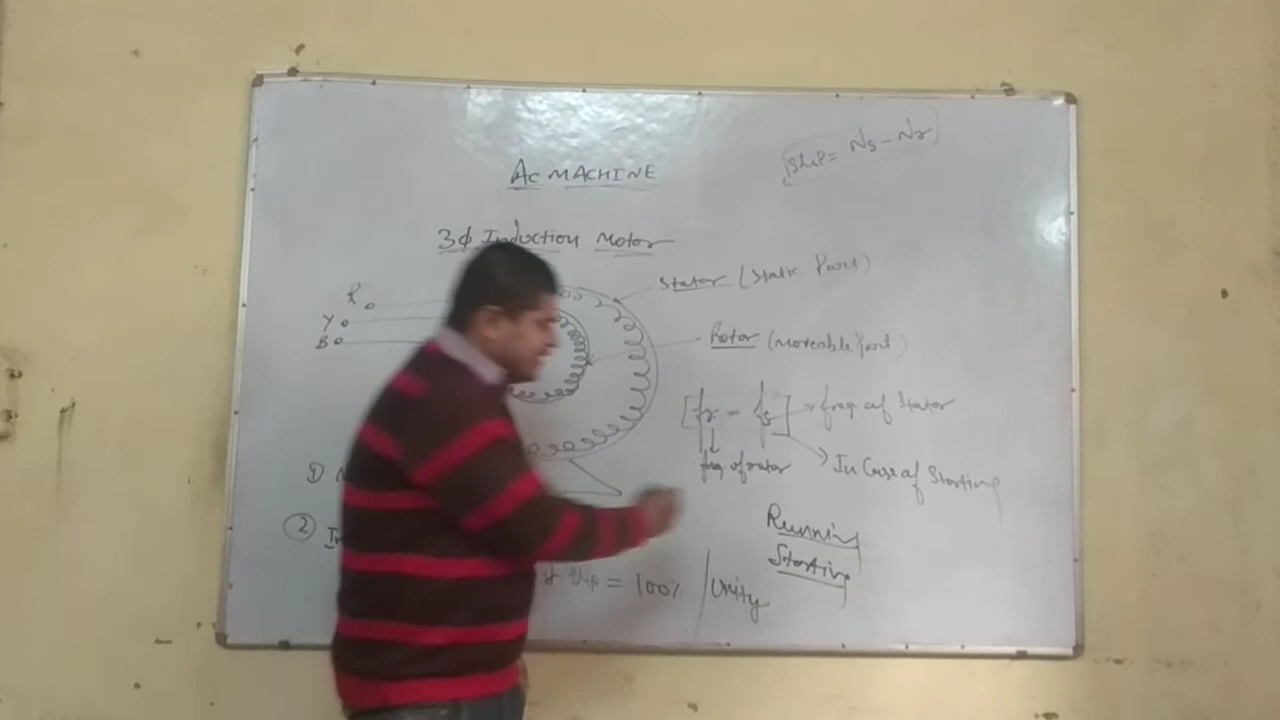 AC MACHINE
Slip = Ns - Nr
3ϕ Induction Motor
R
Y
B
Stator (Static Part)
Rotor (Moveable part)
[fr = fs] → freq. of Stator
freq. of rotor
→ In Case of Starting
①
②
Running
Starting
Slip = 100% / Unity